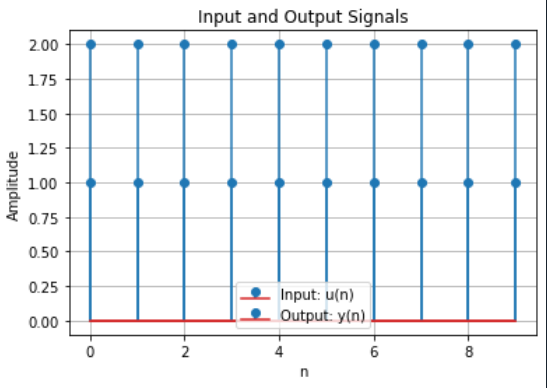 Input and Output Signals
2.00
1.75
1.50
1.25
1.00
0.75
0.50
0.25
0.00
Amplitude
Input: u(n)
Output: y(n)
0 2 4 6 8
n